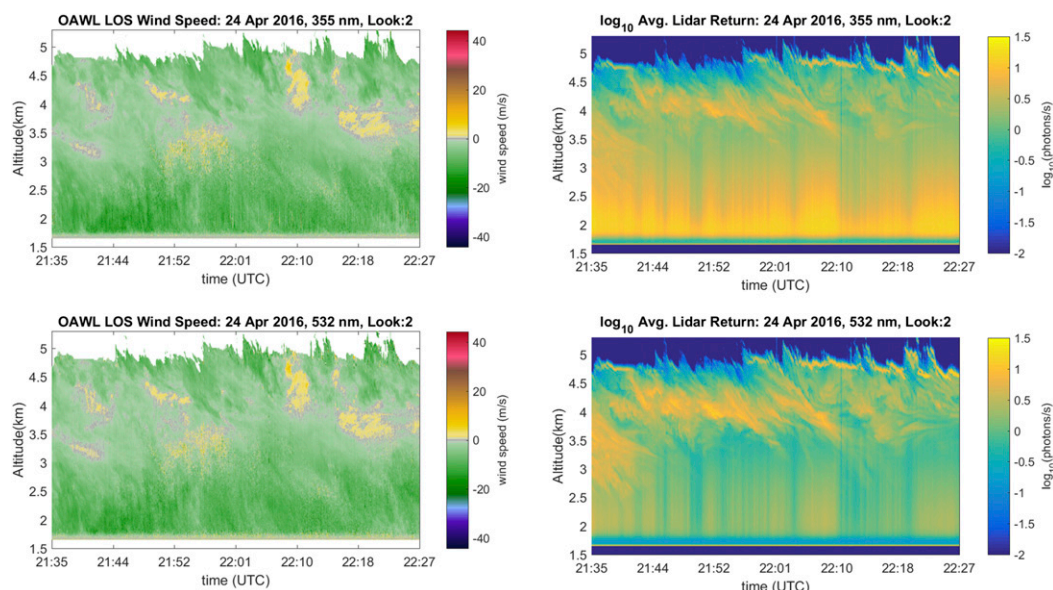 OAWL LOS Wind Speed: 24 Apr 2016, 355 nm, Look:2
5
4.5
4
3.5
3
2.5
2
1.5
Altitude(km)
21:35 21:44 21:52 22:01 22:10 22:18 22:27
time (UTC)
40
20
0
-20
-40
wind speed (m/s)
log10 Avg. Lidar Return: 24 Apr 2016, 355 nm, Look:2
5
4.5
4
3.5
3
2.5
2
1.5
Altitude(km)
21:35 21:44 21:52 22:01 22:10 22:18 22:27
time (UTC)
1.5
1
0.5
0
-0.5
-1
-1.5
-2
log10(photons/s)
OAWL LOS Wind Speed: 24 Apr 2016, 532 nm, Look:2
5
4.5
4
3.5
3
2.5
2
1.5
Altitude(km)
21:35 21:44 21:52 22:01 22:10 22:18 22:27
time (UTC)
40
20
0
-20
-40
wind speed (m/s)
log10 Avg. Lidar Return: 24 Apr 2016, 532 nm, Look:2
5
4.5
4
3.5
3
2.5
2
1.5
Altitude(km)
21:35 21:44 21:52 22:01 22:10 22:18 22:27
time (UTC)
1.5
1
0.5
0
-0.5
-1
-1.5
-2
log10(photons/s)